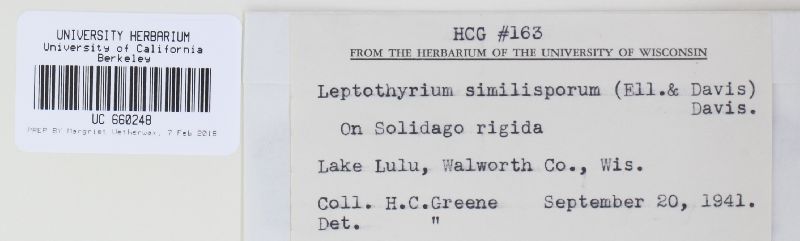 UNIVERSITY HERBARIUM
University of California
Berkeley
UC 660248
PREP BY Margriet Wetherwax, 7 Feb 2018
HCG #163
FROM THE HERBARIUM OF THE UNIVERSITY OF WISCONSIN
Leptothyrium similisporum (Ell.& Davis)
Davis.
On Solidago rigida
Lake Lulu, Walworth Co., Wis.
Coll. H.C.Greene September 20, 1941.
Det. "